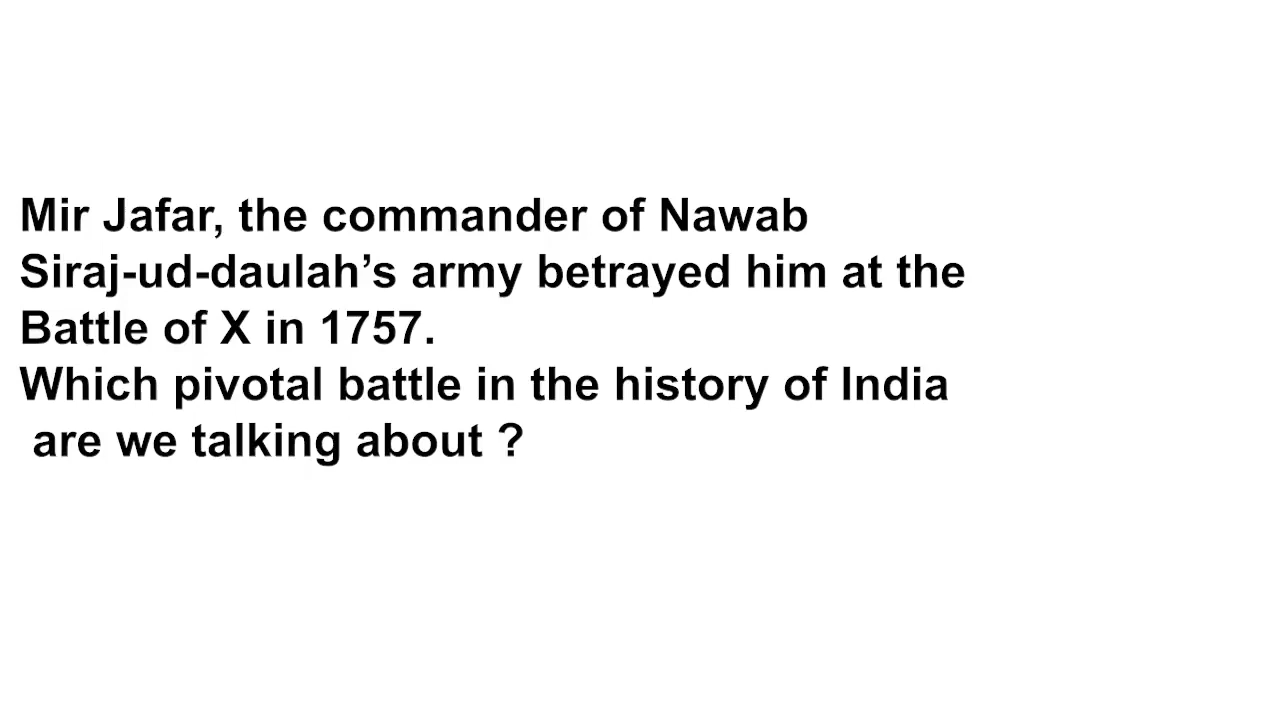 Mir Jafar, the commander of Nawab
Siraj-ud-daulah’s army betrayed him at the
Battle of X in 1757.
Which pivotal battle in the history of India
are we talking about ?